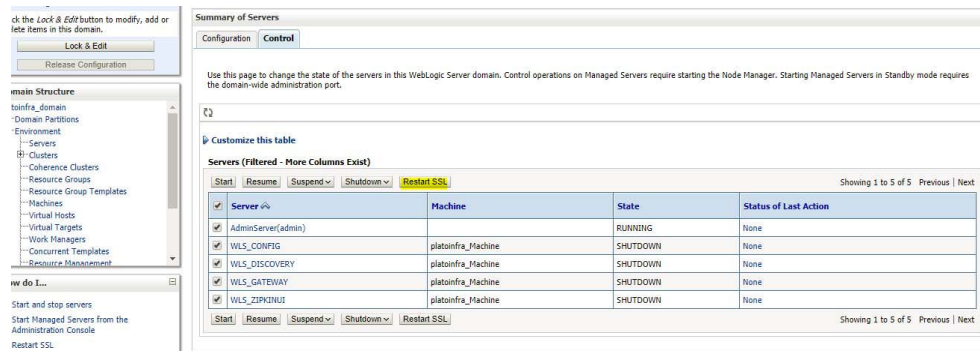 ck the Lock & Edit button to modify, add or
lete items in this domain.
Lock & Edit
Release Configuration
main Structure
toinfra_domain
Domain Partitions
Environment
Servers
Clusters
Coherence Clusters
Resource Groups
Resource Group Templates
Machines
Virtual Hosts
Virtual Targets
Work Managers
Concurrent Templates
Resource Management
ow do I...
Start and stop servers
Start Managed Servers from the
Administration Console
Restart SSL
Summary of Servers
Configuration Control
Use this page to change the state of the servers in this WebLogic Server domain. Control operations on Managed Servers require starting the Node Manager. Starting Managed Servers in Standby mode requires
the domain-wide administration port.
Customize this table
Servers (Filtered - More Columns Exist)
Start Resume Suspend Shutdown Restart SSL Showing 1 to 5 of 5 Previous | Next
Server Machine State Status of Last Action
AdminServer(admin) RUNNING None
WLS_CONFIG platoinfra_Machine SHUTDOWN None
WLS_DISCOVERY platoinfra_Machine SHUTDOWN None
WLS_GATEWAY platoinfra_Machine SHUTDOWN None
WLS_ZIPKINUI platoinfra_Machine SHUTDOWN None
Start Resume Suspend Shutdown Restart SSL Showing 1 to 5 of 5 Previous | Next